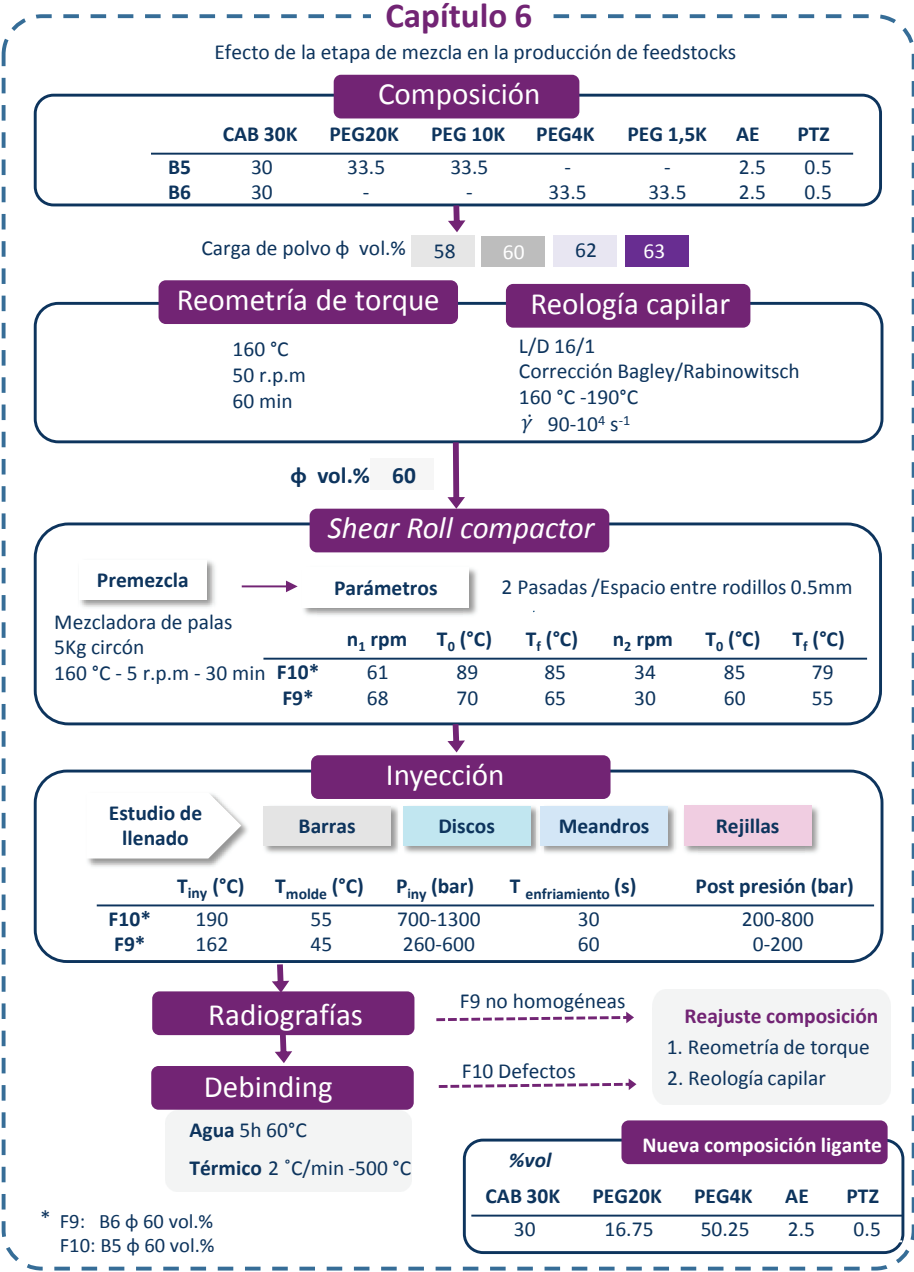 Capítulo 6
Efecto de la etapa de mezcla en la producción de feedstocks
Composición
CAB 30K PEG20K PEG 10K PEG4K PEG 1,5K AE PTZ
B5 30 33.5 33.5 - - 2.5 0.5
B6 30 - - 33.5 33.5 2.5 0.5
Carga de polvo ϕ vol.% 58 60 62 63
Reometría de torque
160 °C
50 r.p.m
60 min
Reología capilar
L/D 16/1
Corrección Bagley/Rabinowitsch
160 °C -190°C
γ̇ 90-10⁴ s⁻¹
ϕ vol.% 60
Shear Roll compactor
Premezcla
Mezcladora de palas
5Kg circón
160 °C - 5 r.p.m - 30 min
Parámetros
2 Pasadas /Espacio entre rodillos 0.5mm
n₁ rpm T₀ (°C) T_f (°C) n₂ rpm T₀ (°C) T_f (°C)
F10* 61 89 85 34 85 79
F9* 68 70 65 30 60 55
Inyección
Estudio de
llenado
Barras Discos Meandros Rejillas
T_iny (°C) T_molde (°C) P_iny (bar) T_enfriamiento (s) Post presión (bar)
F10* 190 55 700-1300 30 200-800
F9* 162 45 260-600 60 0-200
Radiografías
F9 no homogéneas
Debinding
F10 Defectos
Agua 5h 60°C
Térmico 2 °C/min -500 °C
Reajuste composición
1. Reometría de torque
2. Reología capilar
Nueva composición ligante
%vol
CAB 30K PEG20K PEG4K AE PTZ
30 16.75 50.25 2.5 0.5
* F9: B6 ϕ 60 vol.%
F10: B5 ϕ 60 vol.%